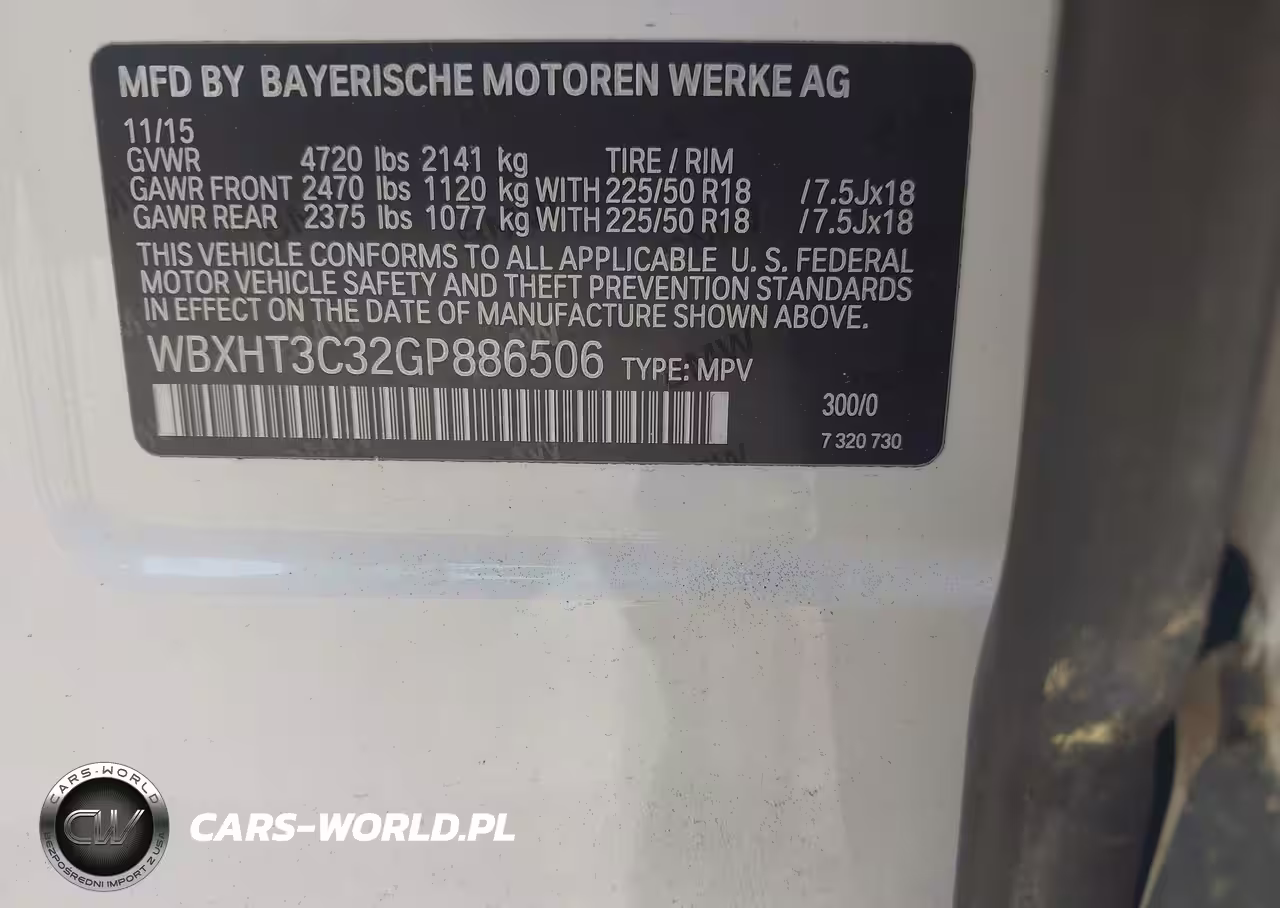 MFD BY BAYERISCHE MOTOREN WERKE AG
11/15
GVWR 4720 lbs 2141 kg TIRE / RIM
GAWR FRONT 2470 lbs 1120 kg WITH 225/50 R18 /7.5Jx18
GAWR REAR 2375 lbs 1077 kg WITH 225/50 R18 /7.5Jx18
THIS VEHICLE CONFORMS TO ALL APPLICABLE U. S. FEDERAL
MOTOR VEHICLE SAFETY AND THEFT PREVENTION STANDARDS
IN EFFECT ON THE DATE OF MANUFACTURE SHOWN ABOVE.
WBXHT3C32GP886506 TYPE: MPV
300/0
7 320 730
CARS-WORLD
CW
BEZPOŚREDNI IMPORT Z USA
CARS-WORLD.PL